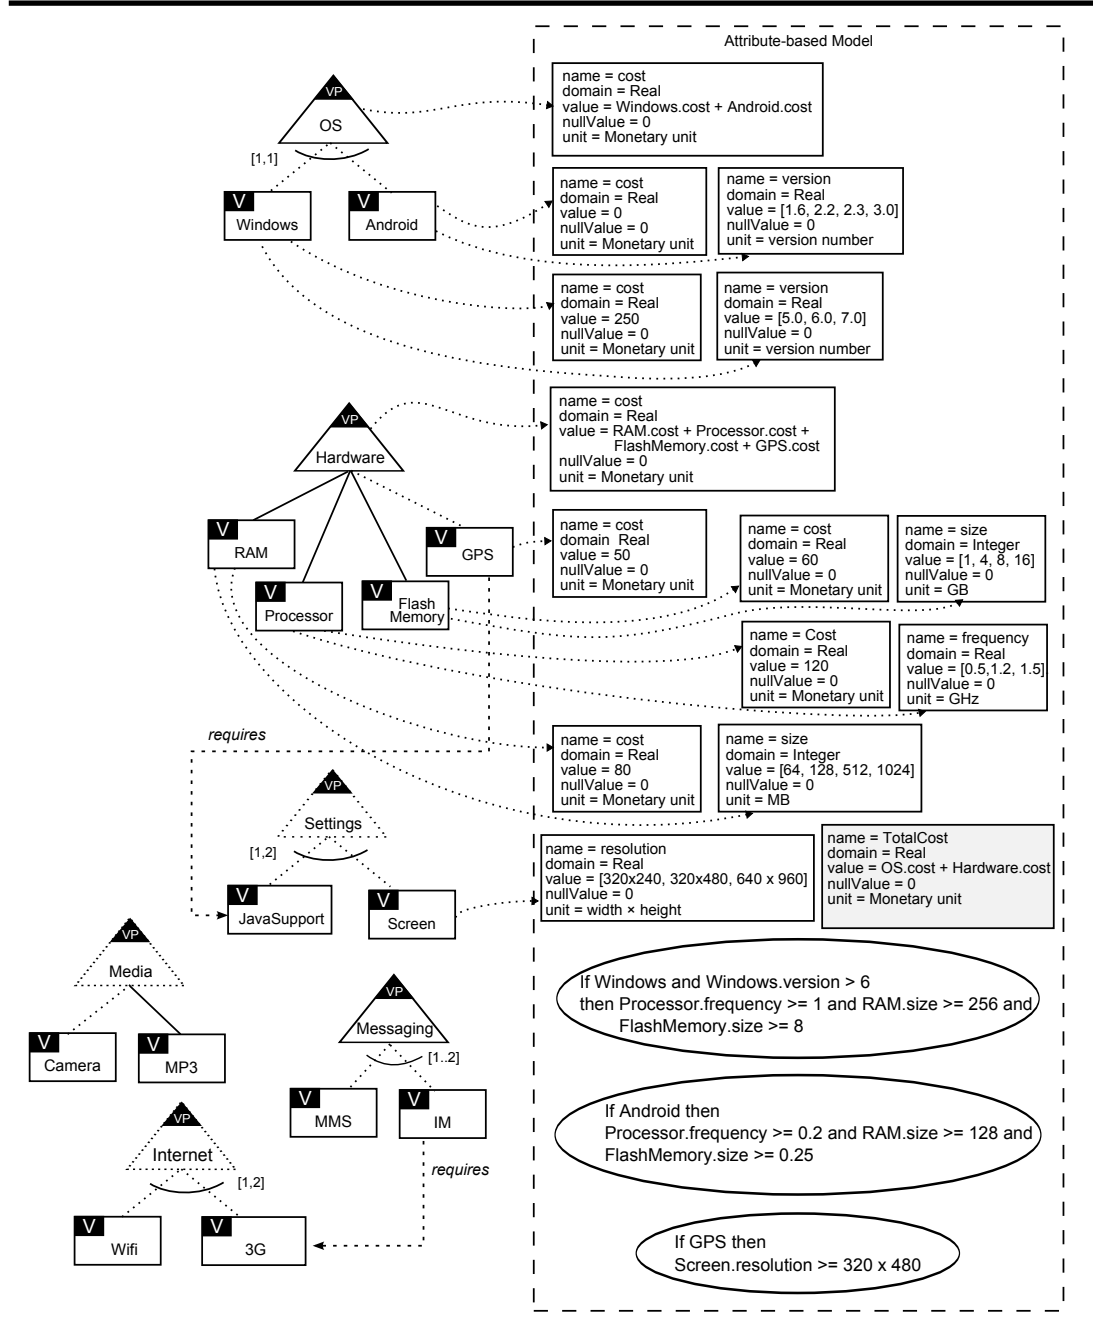 Attribute-based Model
VP
OS
[1,1]
V
Windows
V
Android
name = cost
domain = Real
value = Windows.cost + Android.cost
nullValue = 0
unit = Monetary unit
name = cost
domain = Real
value = 0
nullValue = 0
unit = Monetary unit
name = version
domain = Real
value = [1.6, 2.2, 2.3, 3.0]
nullValue = 0
unit = version number
name = cost
domain = Real
value = 250
nullValue = 0
unit = Monetary unit
name = version
domain = Real
value = [5.0, 6.0, 7.0]
nullValue = 0
unit = version number
VP
Hardware
name = cost
domain = Real
value = RAM.cost + Processor.cost +
FlashMemory.cost + GPS.cost
nullValue = 0
unit = Monetary unit
V
RAM
V
Processor
V
Flash
Memory
V
GPS
name = cost
domain Real
value = 50
nullValue = 0
unit = Monetary unit
name = cost
domain = Real
value = 60
nullValue = 0
unit = Monetary unit
name = size
domain = Integer
value = [1, 4, 8, 16]
nullValue = 0
unit = GB
name = Cost
domain = Real
value = 120
nullValue = 0
unit = Monetary unit
name = frequency
domain = Real
value = [0.5,1.2, 1.5]
nullValue = 0
unit = GHz
requires
name = cost
domain = Real
value = 80
nullValue = 0
unit = Monetary unit
name = size
domain = Integer
value = [64, 128, 512, 1024]
nullValue = 0
unit = MB
VP
Settings
[1,2]
V
JavaSupport
V
Screen
name = resolution
domain = Real
value = [320x240, 320x480, 640 x 960]
nullValue = 0
unit = width × height
name = TotalCost
domain = Real
value = OS.cost + Hardware.cost
nullValue = 0
unit = Monetary unit
VP
Media
V
Camera
V
MP3
VP
Messaging
[1..2]
V
MMS
V
IM
requires
VP
Internet
[1,2]
V
Wifi
V
3G
If Windows and Windows.version > 6
then Processor.frequency >= 1 and RAM.size >= 256 and
FlashMemory.size >= 8
If Android then
Processor.frequency >= 0.2 and RAM.size >= 128 and
FlashMemory.size >= 0.25
If GPS then
Screen.resolution >= 320 x 480